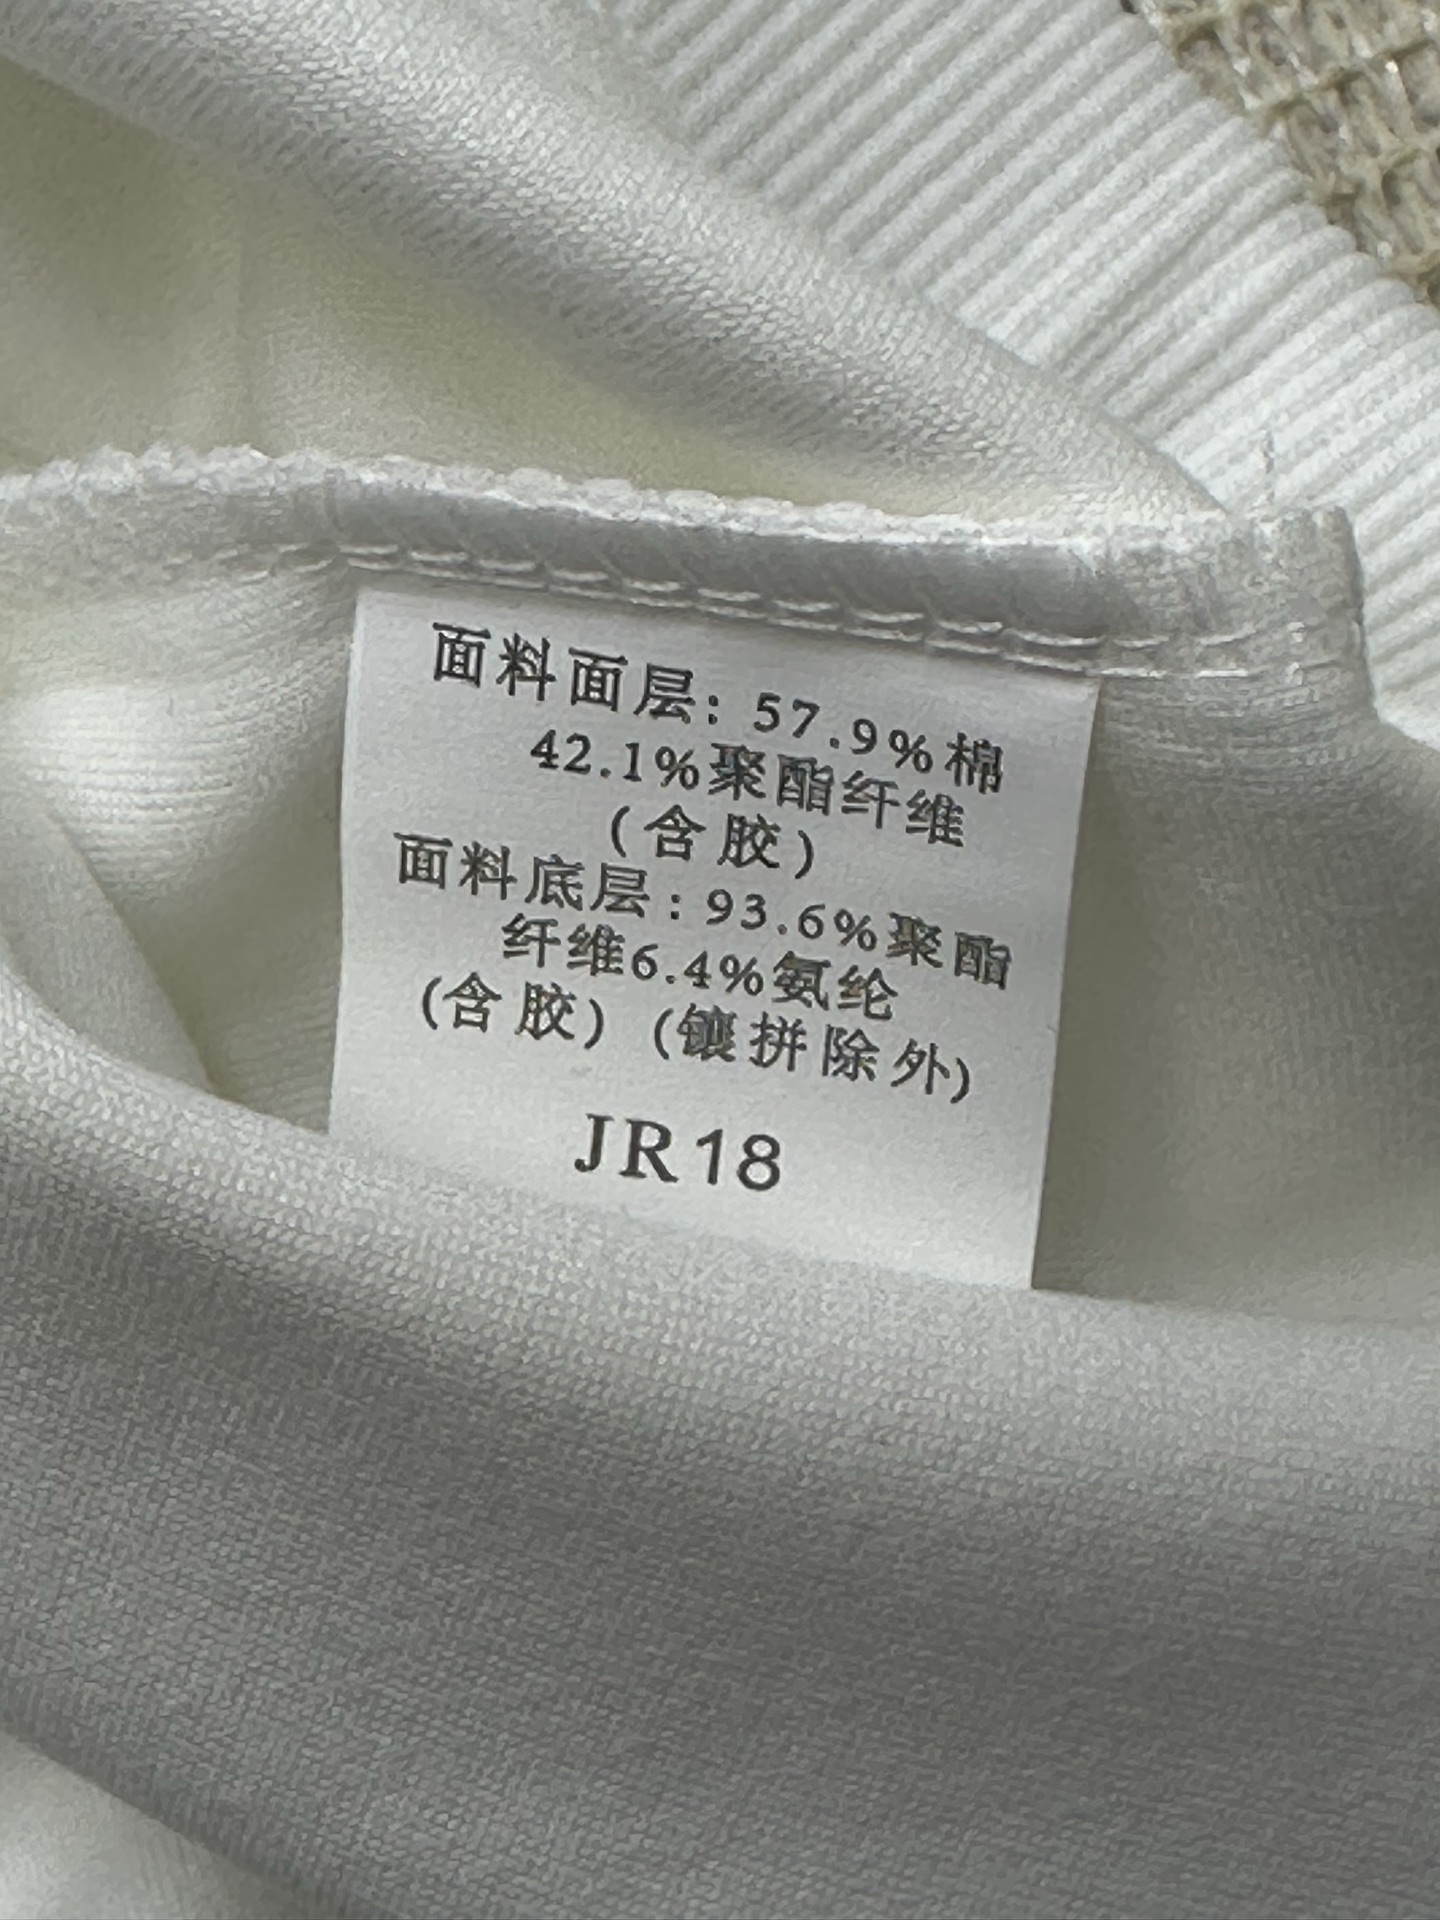 面料面层: 57.9%棉
42.1%聚酯纤维
(含胶)
面料底层:93.6%聚酯
纤维6.4%氨纶
(含胶) (镶拼除外)
JR18